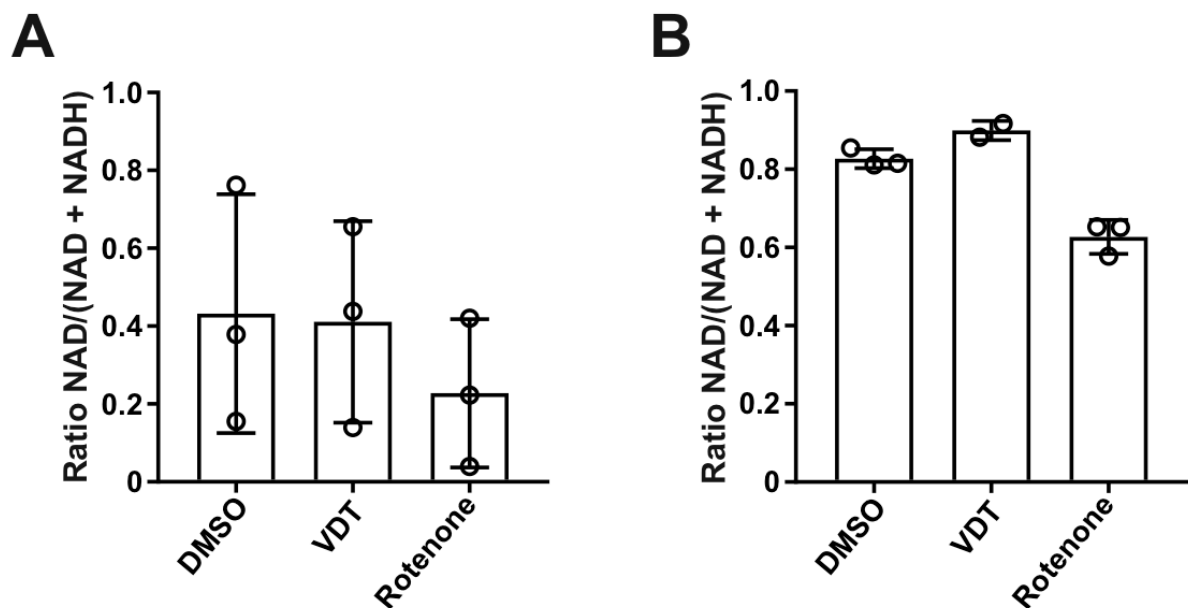 A
Ratio NAD/(NAD + NADH)
1.0
0.8
0.6
0.4
0.2
0
DMSO
VDT
Rotenone
B
Ratio NAD/(NAD + NADH)
1.0
0.8
0.6
0.4
0.2
0
DMSO
VDT
Rotenone